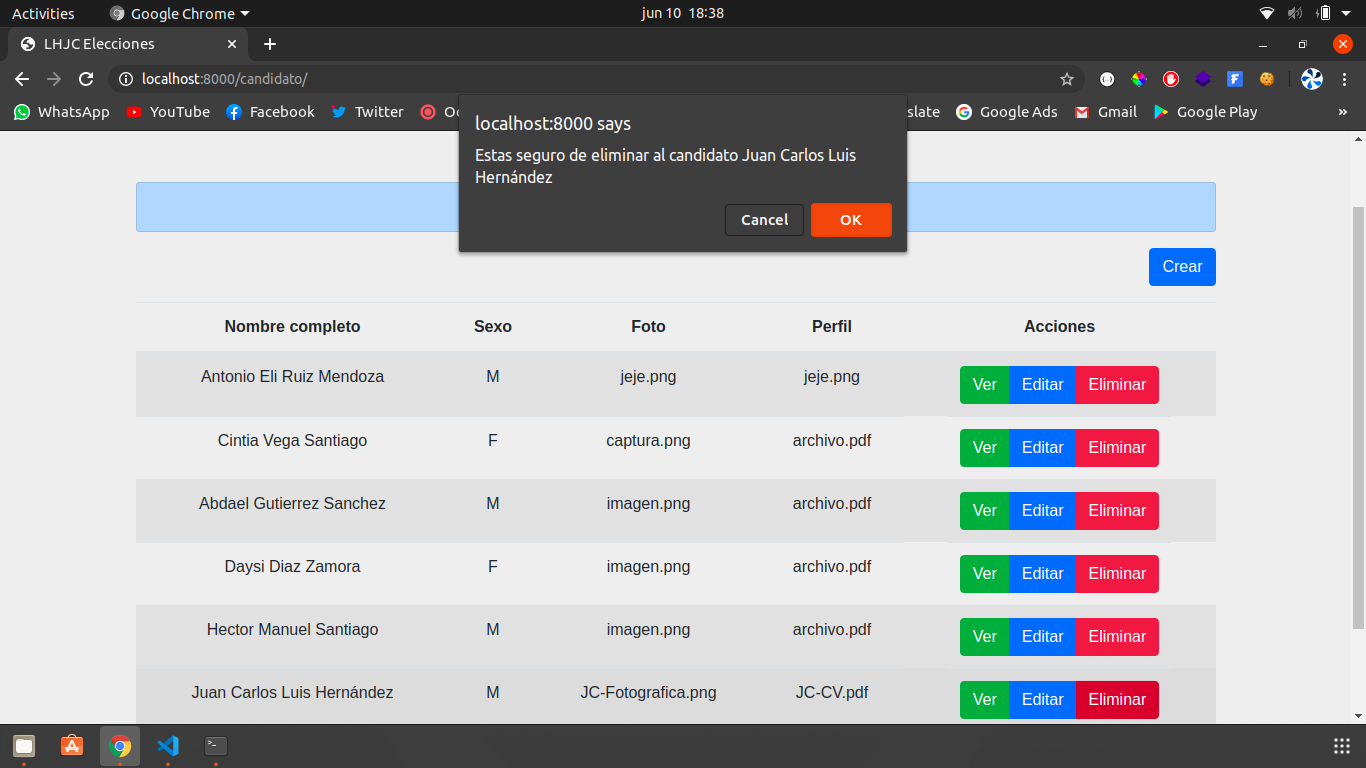 Activities
Google Chrome
jun 10 18:38
LHJC Elecciones
localhost:8000/candidato/
WhatsApp
YouTube
Facebook
Twitter
Google Ads
Gmail
Google Play
»
localhost:8000 says
Estas seguro de eliminar al candidato Juan Carlos Luis
Hernández
Cancel
OK
Crear
Nombre completo Sexo Foto Perfil Acciones
Antonio Eli Ruiz Mendoza M jeje.png jeje.png Ver Editar Eliminar
Cintia Vega Santiago F captura.png archivo.pdf Ver Editar Eliminar
Abdael Gutierrez Sanchez M imagen.png archivo.pdf Ver Editar Eliminar
Daysi Diaz Zamora F imagen.png archivo.pdf Ver Editar Eliminar
Hector Manuel Santiago M imagen.png archivo.pdf Ver Editar Eliminar
Juan Carlos Luis Hernández M JC-Fotografica.png JC-CV.pdf Ver Editar Eliminar